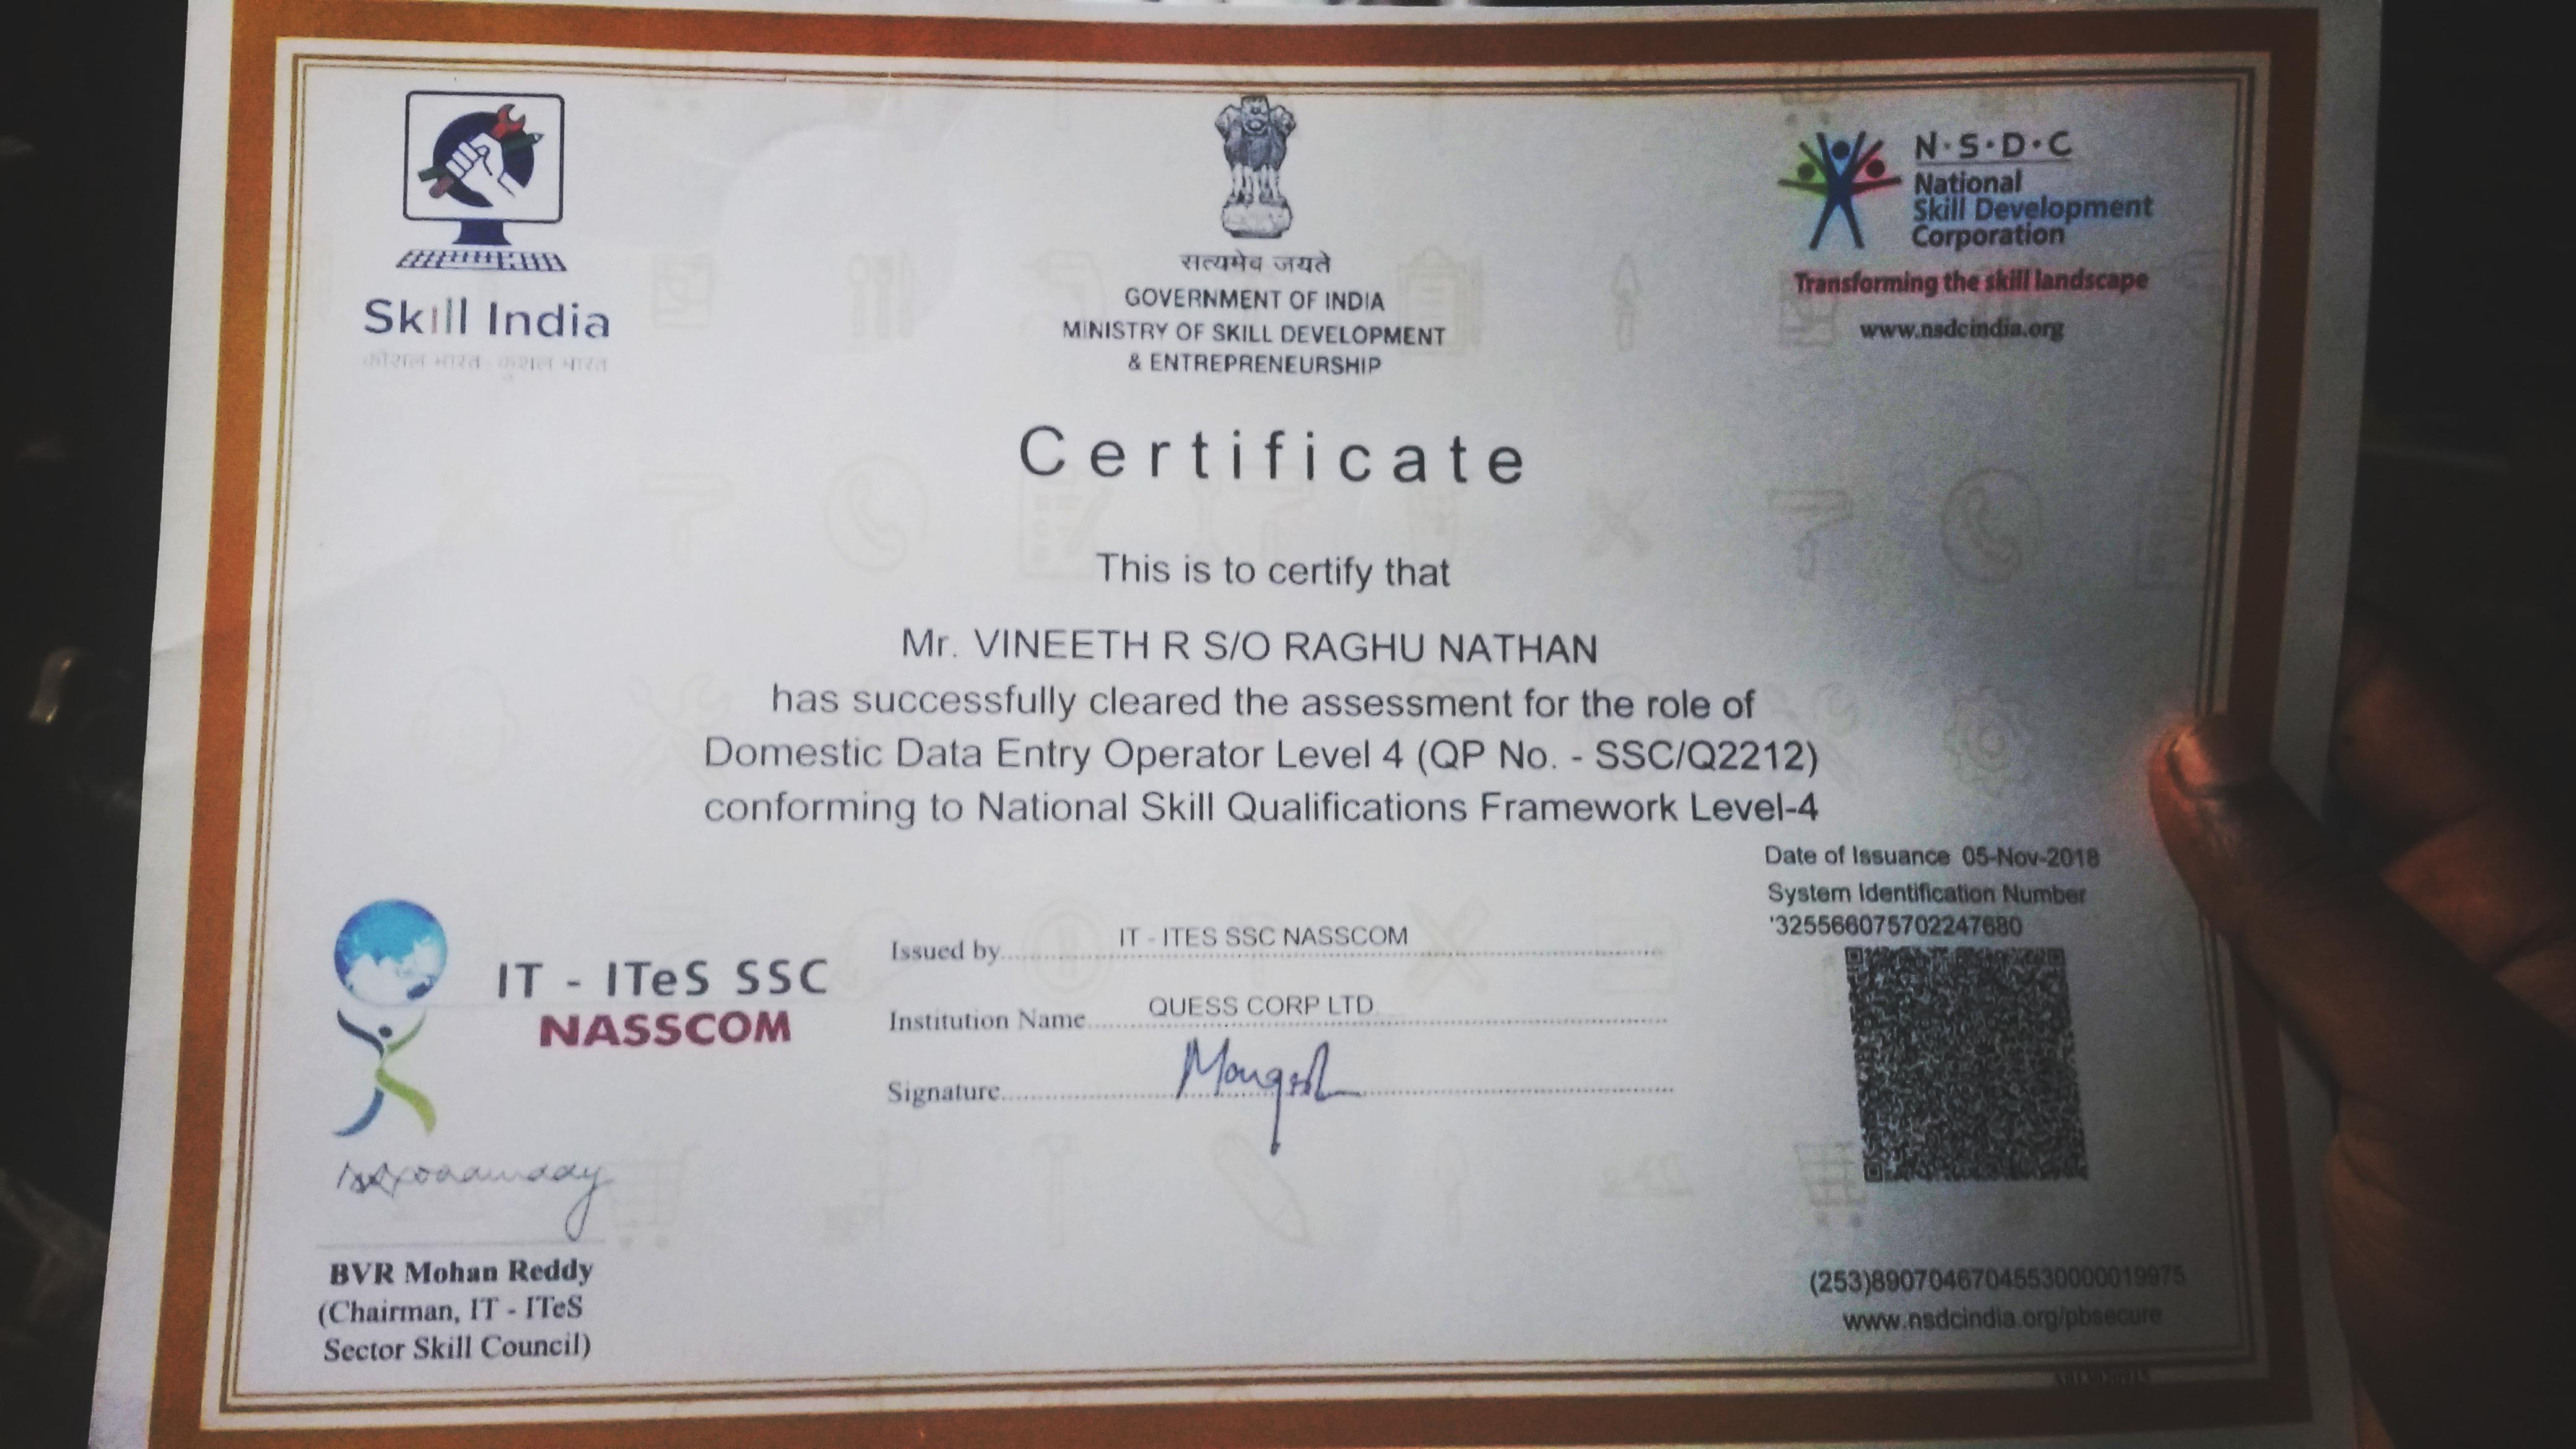 Skill India
कौशल भारत - कुशल भारत
सत्यमेव जयते
GOVERNMENT OF INDIA
MINISTRY OF SKILL DEVELOPMENT
& ENTREPRENEURSHIP
N·S·D·C
National
Skill Development
Corporation
Transforming the skill landscape
www.nsdcindia.org
Certificate
This is to certify that
Mr. VINEETH R S/O RAGHU NATHAN
has successfully cleared the assessment for the role of
Domestic Data Entry Operator Level 4 (QP No. - SSC/Q2212)
conforming to National Skill Qualifications Framework Level-4
Date of Issuance 05-Nov-2018
System Identification Number
'325566075702247680
IT - ITeS SSC
NASSCOM
Issued by IT - ITES SSC NASSCOM
Institution Name QUESS CORP LTD
Signature Mangesh
BVR Mohan Reddy
(Chairman, IT - ITeS
Sector Skill Council)
(253)89070467045530000019975
www.nsdcindia.org/pbsecure